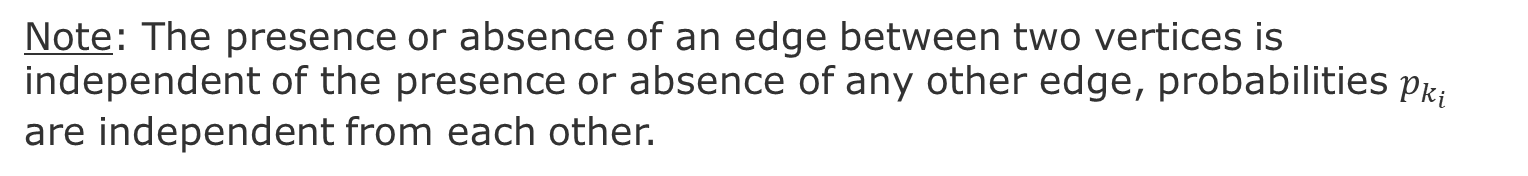 Note: The presence or absence of an edge between two vertices is
independent of the presence or absence of any other edge, probabilities $p_{k_i}$
are independent from each other.